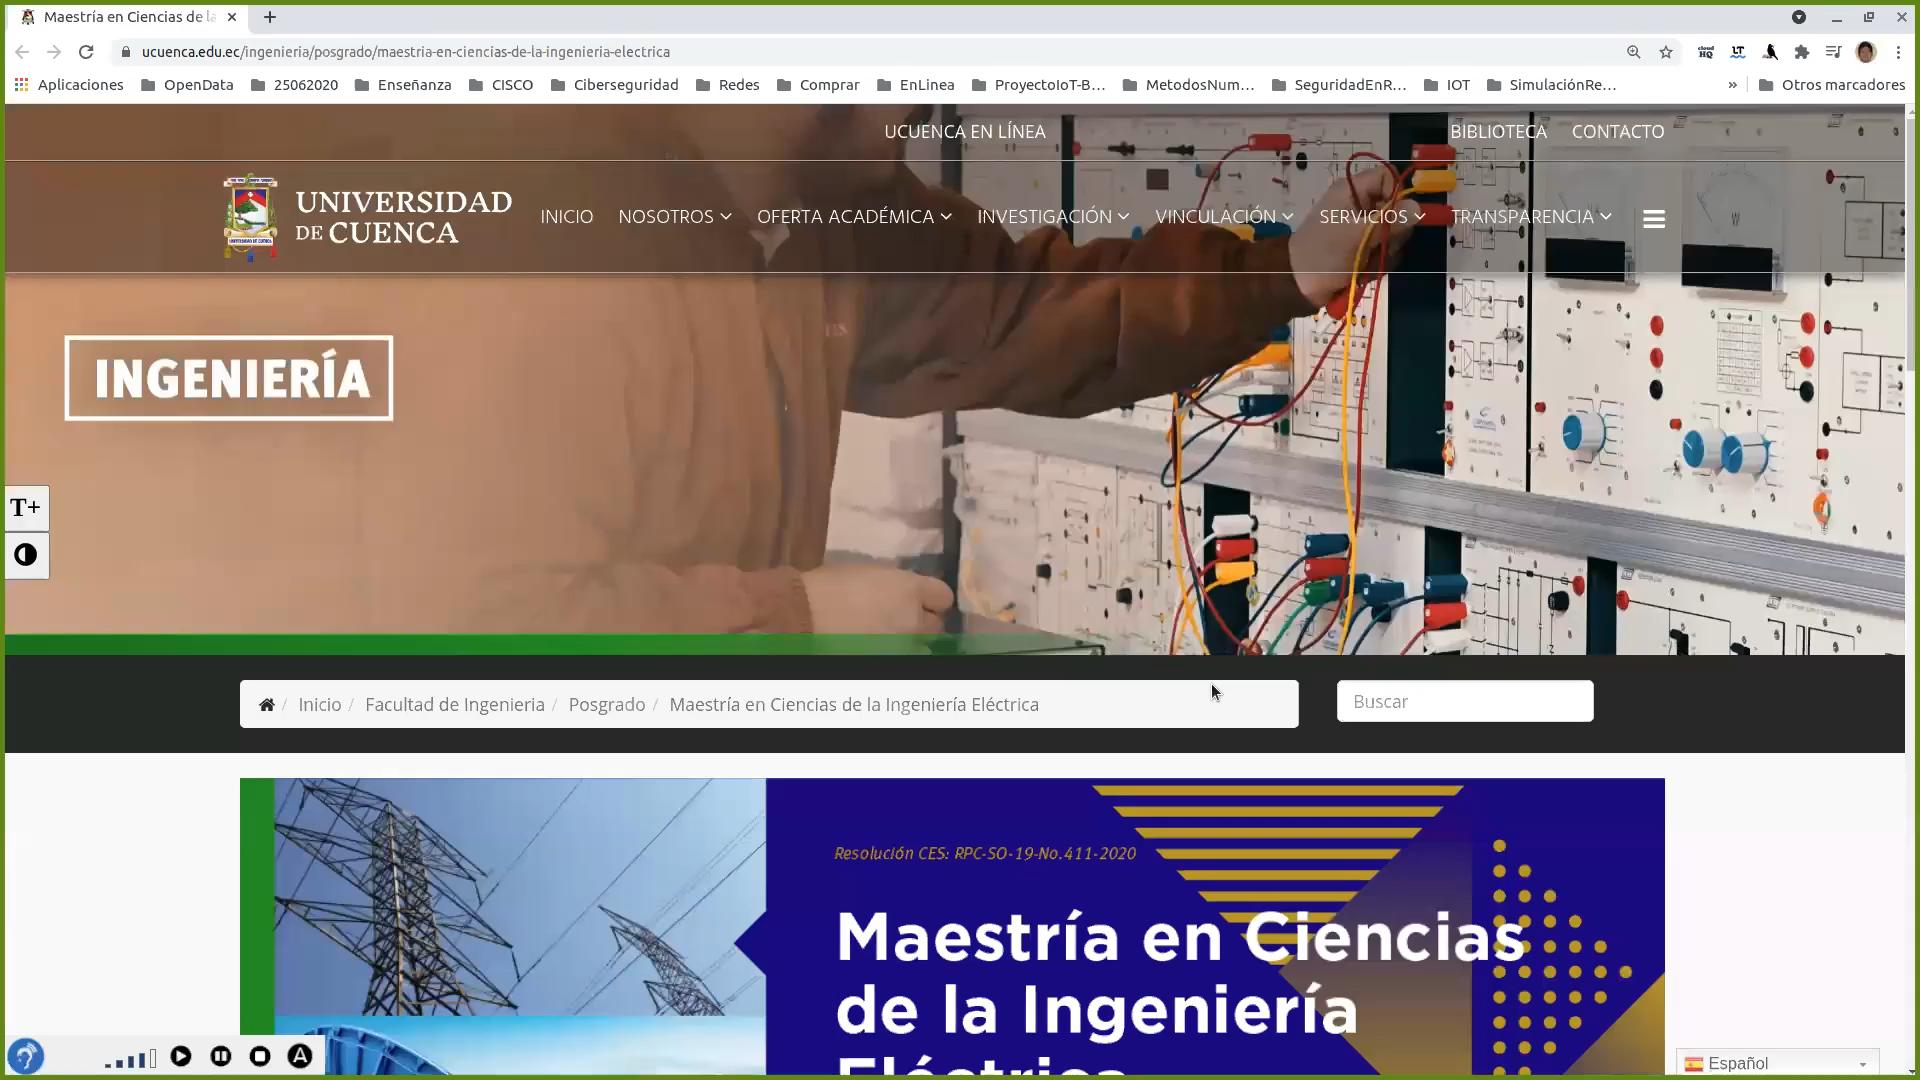 Maestría en Ciencias de la
ucuenca.edu.ec/ingenieria/posgrado/maestria-en-ciencias-de-la-ingenieria-electrica
Aplicaciones OpenData 25062020 Enseñanza CISCO Ciberseguridad Redes Comprar EnLinea ProyectoIoT-B... MetodosNum... SeguridadEnR... IOT SimulaciónRe... » Otros marcadores
UCUENCA EN LÍNEA BIBLIOTECA CONTACTO
UNIVERSIDAD
DE CUENCA
INICIO NOSOTROS OFERTA ACADÉMICA INVESTIGACIÓN VINCULACIÓN SERVICIOS TRANSPARENCIA
INGENIERÍA
T+
/ Inicio / Facultad de Ingenieria / Posgrado / Maestría en Ciencias de la Ingeniería Eléctrica
Buscar
Resolución CES: RPC-SO-19-No.411-2020
Maestría en Ciencias
de la Ingeniería
Eléctrica
A
Español